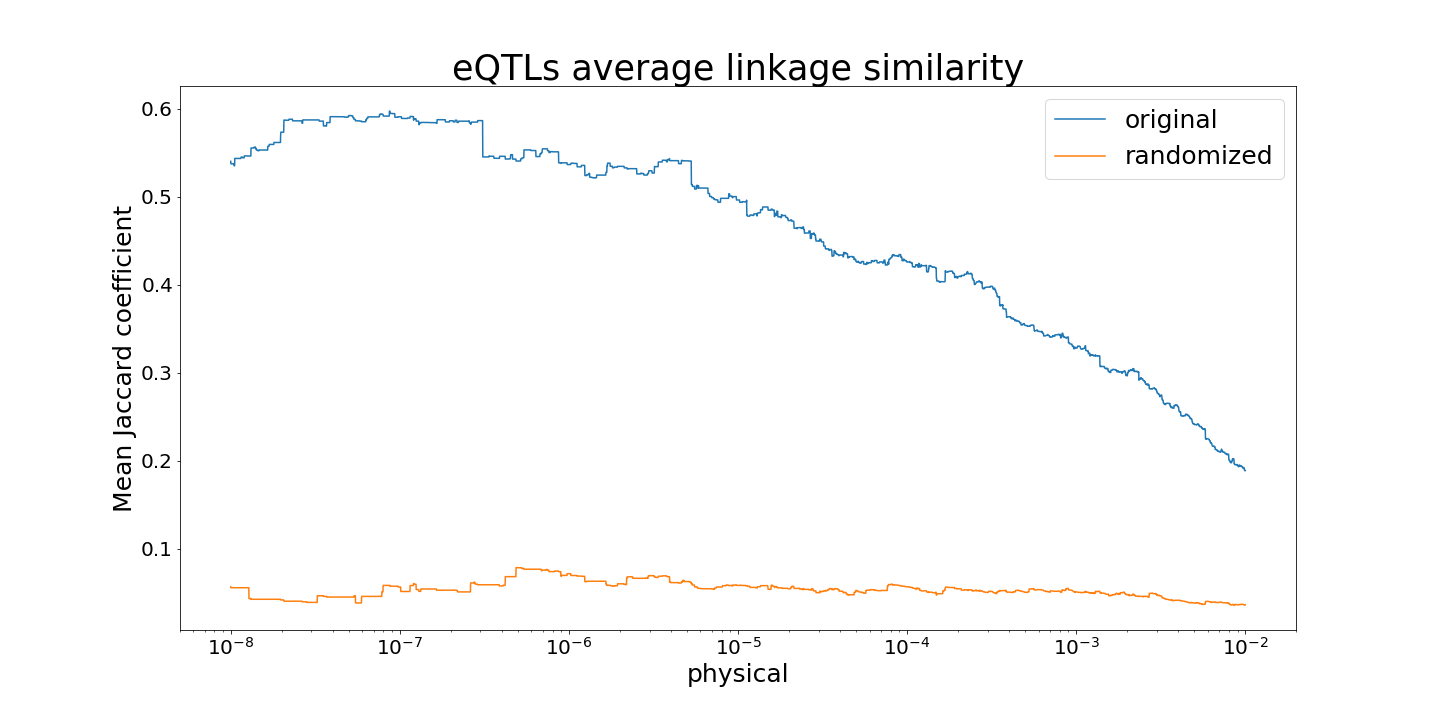 eQTLs average linkage similarity
original
randomized
Mean Jaccard coefficient
0.6
0.5
0.4
0.3
0.2
0.1
10⁻⁸ 10⁻⁷ 10⁻⁶ 10⁻⁵ 10⁻⁴ 10⁻³ 10⁻²
physical